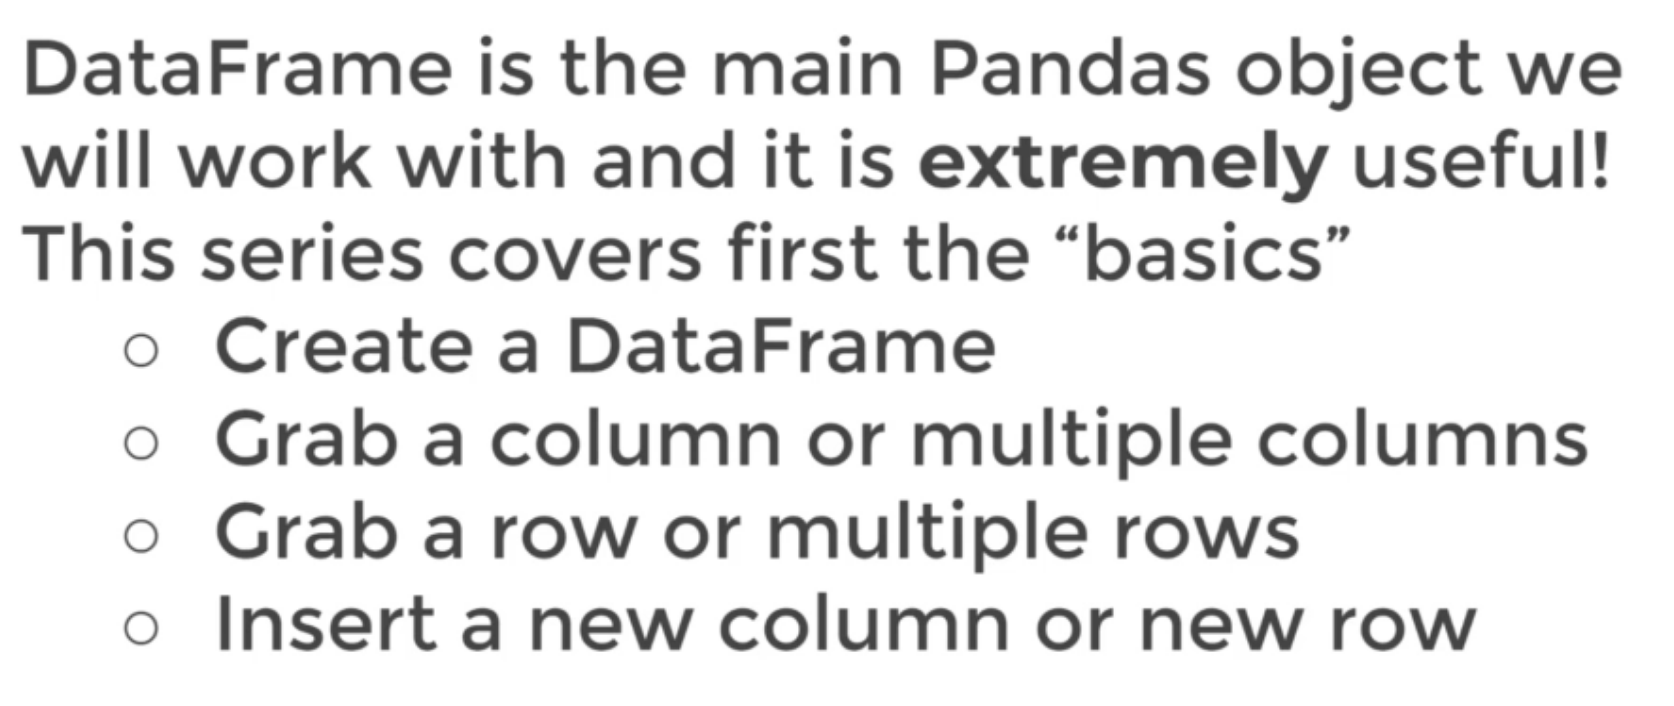 DataFrame is the main Pandas object we
will work with and it is extremely useful!
This series covers first the “basics”
○ Create a DataFrame
○ Grab a column or multiple columns
○ Grab a row or multiple rows
○ Insert a new column or new row